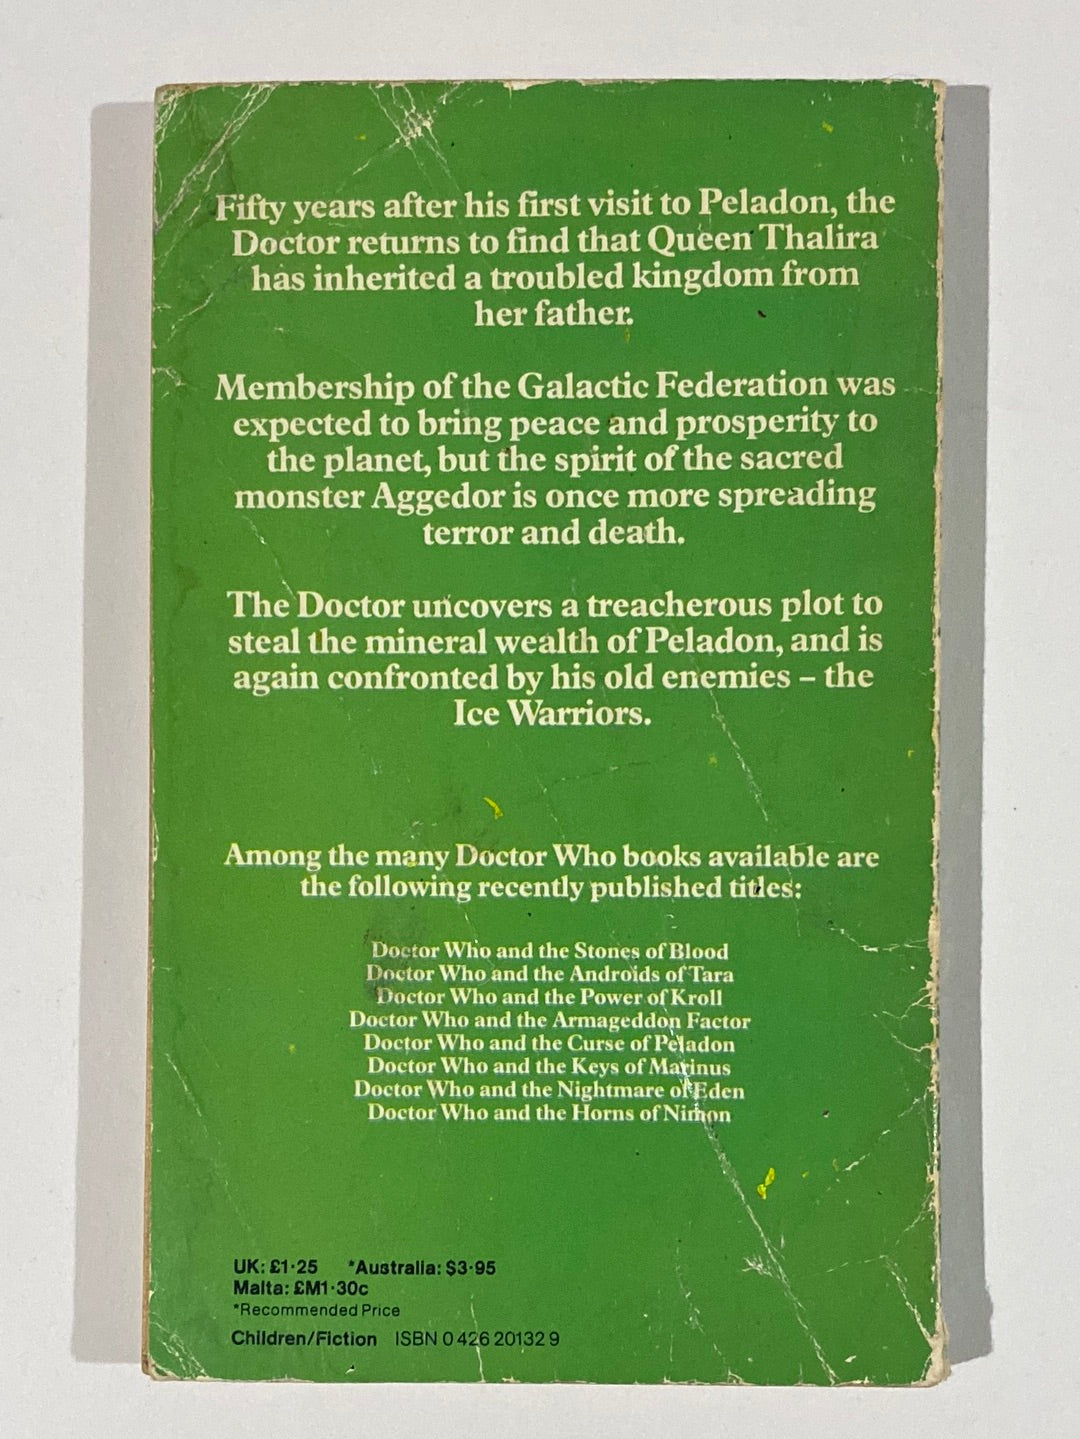 Fifty years after his first visit to Peladon, the
Doctor returns to find that Queen Thalira
has inherited a troubled kingdom from
her father.
Membership of the Galactic Federation was
expected to bring peace and prosperity to
the planet, but the spirit of the sacred
monster Aggedor is once more spreading
terror and death.
The Doctor uncovers a treacherous plot to
steal the mineral wealth of Peladon, and is
again confronted by his old enemies – the
Ice Warriors.
Among the many Doctor Who books available are
the following recently published titles:
Doctor Who and the Stones of Blood
Doctor Who and the Androids of Tara
Doctor Who and the Power of Kroll
Doctor Who and the Armageddon Factor
Doctor Who and the Curse of Peladon
Doctor Who and the Keys of Marinus
Doctor Who and the Nightmare of Eden
Doctor Who and the Horns of Nimon
UK: £1·25 *Australia: $3·95
Malta: £M1·30c
*Recommended Price
Children/Fiction ISBN 0 426 20132 9